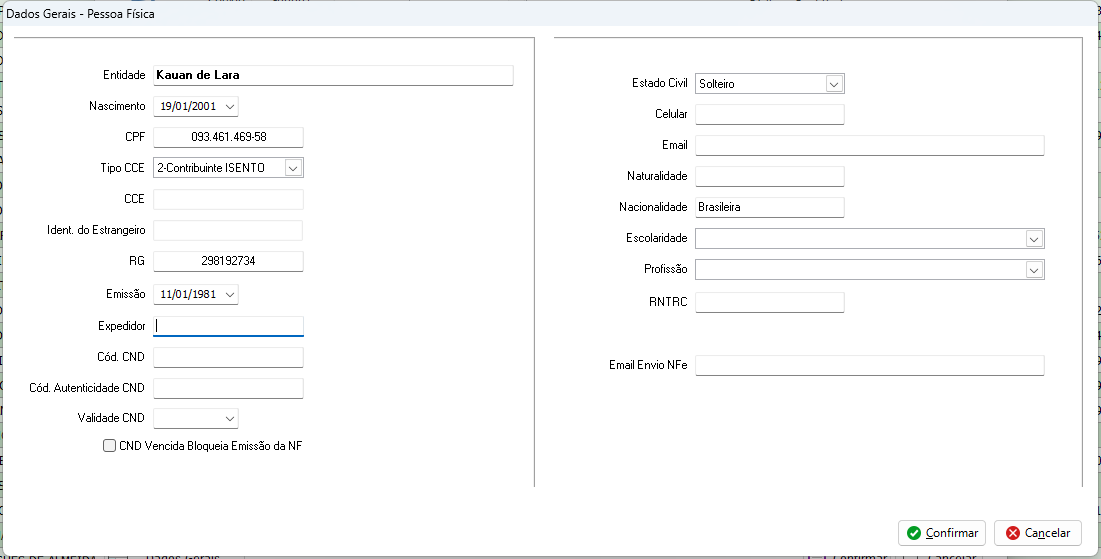 Dados Gerais - Pessoa Física
Entidade Kauan de Lara
Nascimento 19/01/2001
CPF 093.461.469-58
Tipo CCE 2-Contribuinte ISENTO
CCE
Ident. do Estrangeiro
RG 298192734
Emissão 11/01/1981
Expedidor
Cód. CND
Cód. Autenticidade CND
Validade CND
CND Vencida Bloqueia Emissão da NF
Estado Civil Solteiro
Celular
Email
Naturalidade
Nacionalidade Brasileira
Escolaridade
Profissão
RNTRC
Email Envio NFe
Confirmar Cancelar